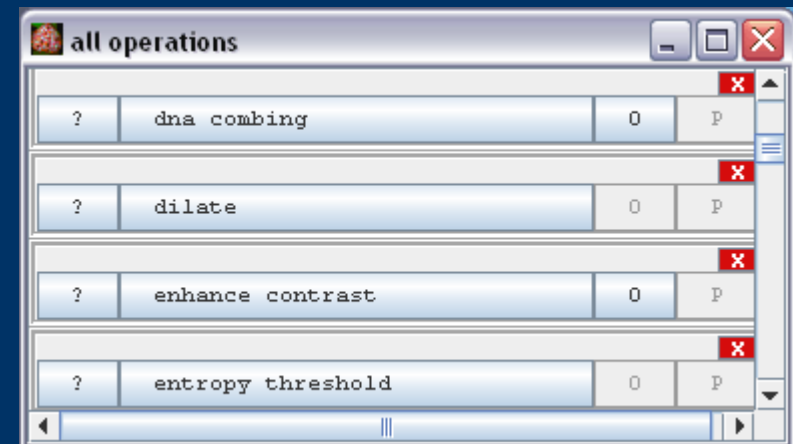 all operations
X
? dna combing O P
X
? dilate O P
X
? enhance contrast O P
X
? entropy threshold O P